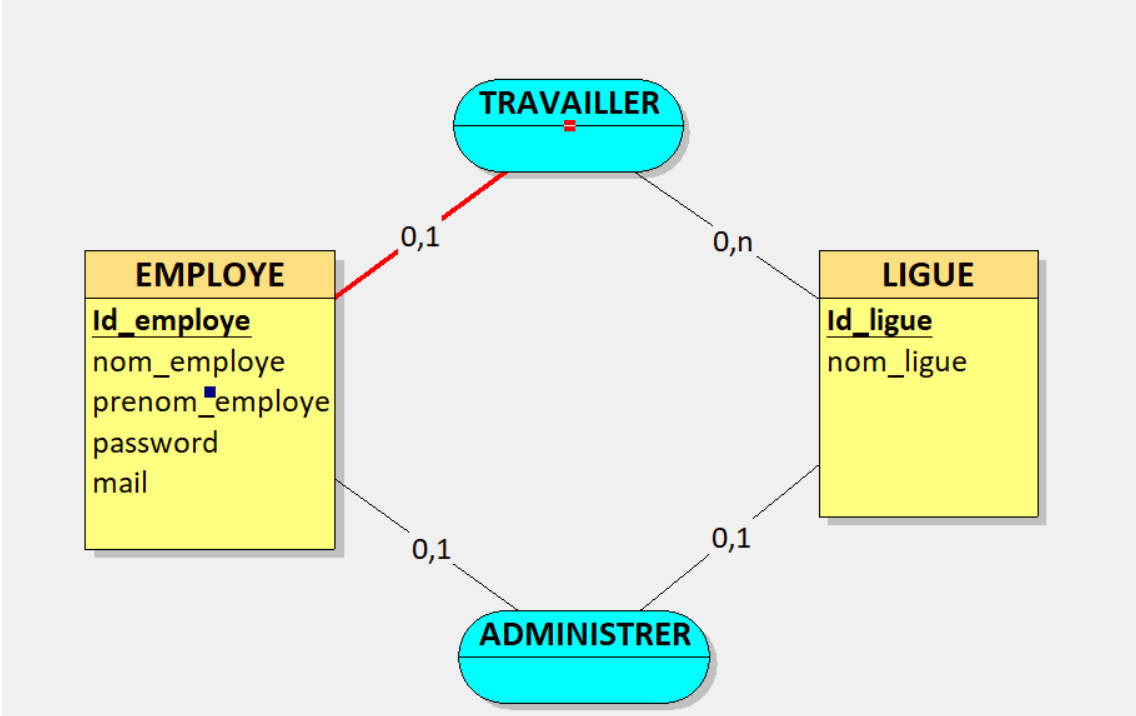 TRAVAILLER
0,1
0,n
EMPLOYE
Id_employe
nom_employe
prenom_employe
password
mail
LIGUE
Id_ligue
nom_ligue
0,1
0,1
ADMINISTRER